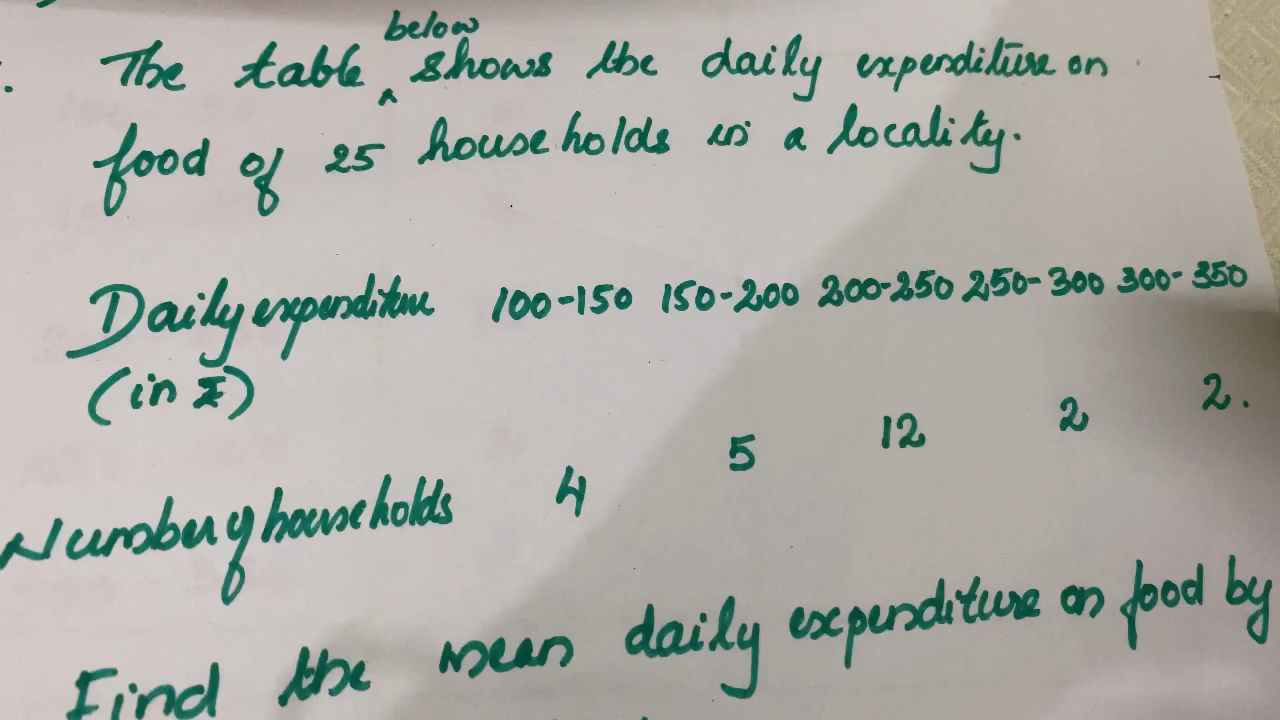 The table below shows the daily expenditure on
food of 25 households in a locality.
Daily expenditure 100-150 150-200 200-250 250-300 300-350
(in ₹)
Number of households 4 5 12 2 2.
Find the mean daily expenditure on food by